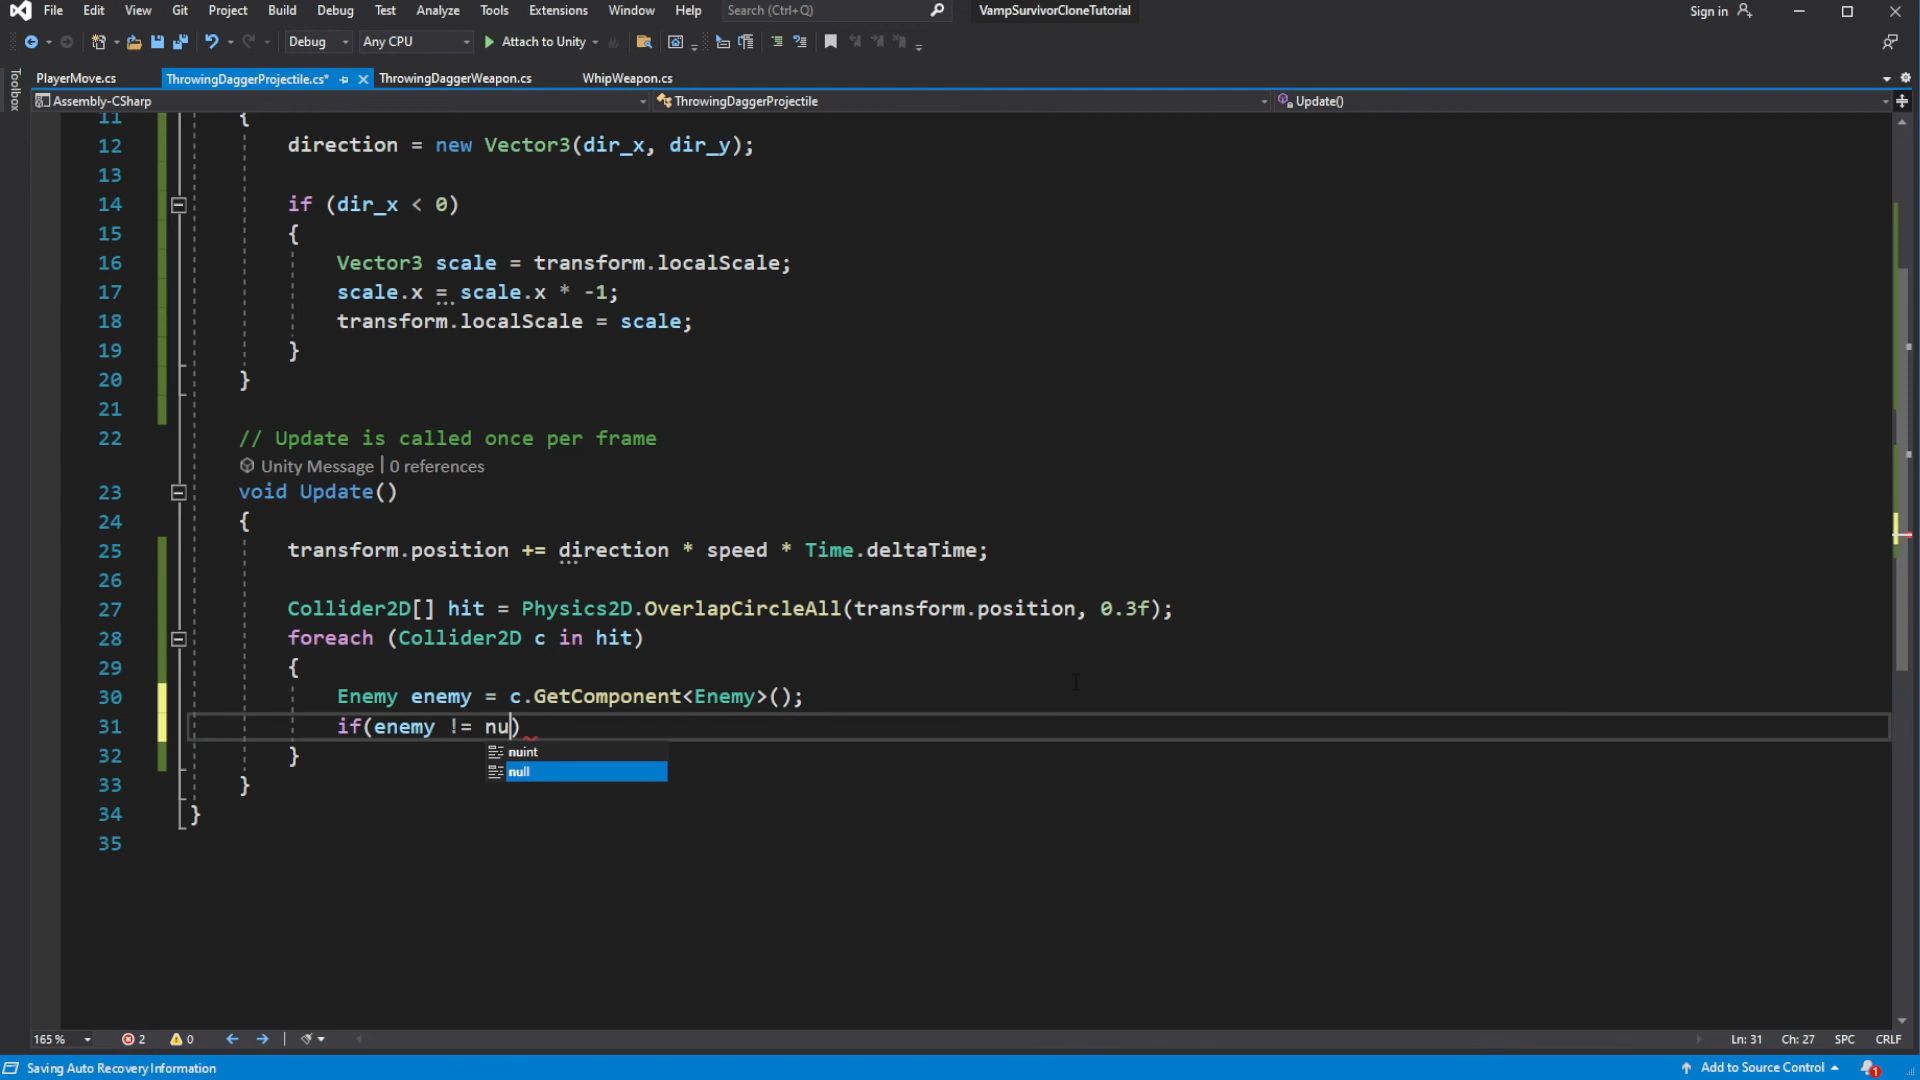 File Edit View Git Project Build Debug Test Analyze Tools Extensions Window Help Search (Ctrl+Q) VampSurvivorCloneTutorial Sign in
Debug Any CPU Attach to Unity
PlayerMove.cs ThrowingDaggerProjectile.cs* ThrowingDaggerWeapon.cs WhipWeapon.cs
Toolbox
Assembly-CSharp ThrowingDaggerProjectile Update()
11 {
12 direction = new Vector3(dir_x, dir_y);
13
14 if (dir_x < 0)
15 {
16 Vector3 scale = transform.localScale;
17 scale.x = scale.x * -1;
18 transform.localScale = scale;
19 }
20 }
21
22 // Update is called once per frame
Unity Message | 0 references
23 void Update()
24 {
25 transform.position += direction * speed * Time.deltaTime;
26
27 Collider2D[] hit = Physics2D.OverlapCircleAll(transform.position, 0.3f);
28 foreach (Collider2D c in hit)
29 {
30 Enemy enemy = c.GetComponent<Enemy>();
31 if(enemy != nu)
nuint
32 }
null
33 }
34 }
35
165 % 2 0 Ln: 31 Ch: 27 SPC CRLF
Saving Auto Recovery Information Add to Source Control 1